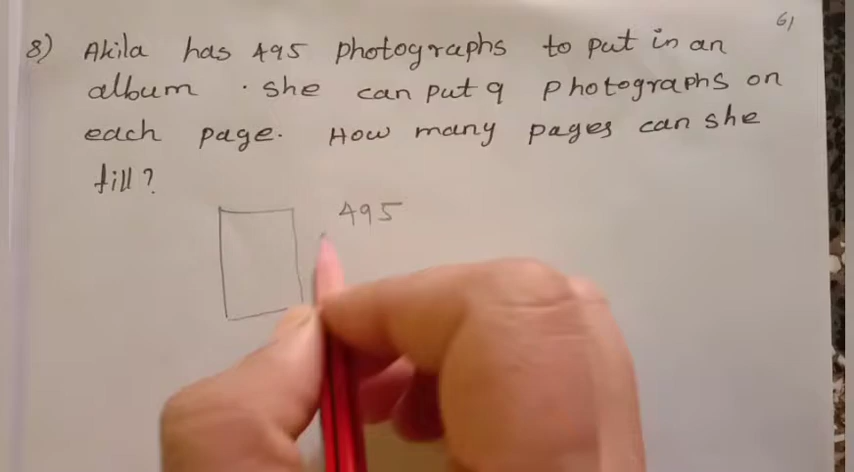 61
8) Akila has 495 photographs to put in an
album. she can put 9 photographs on
each page. How many pages can she
fill?
495